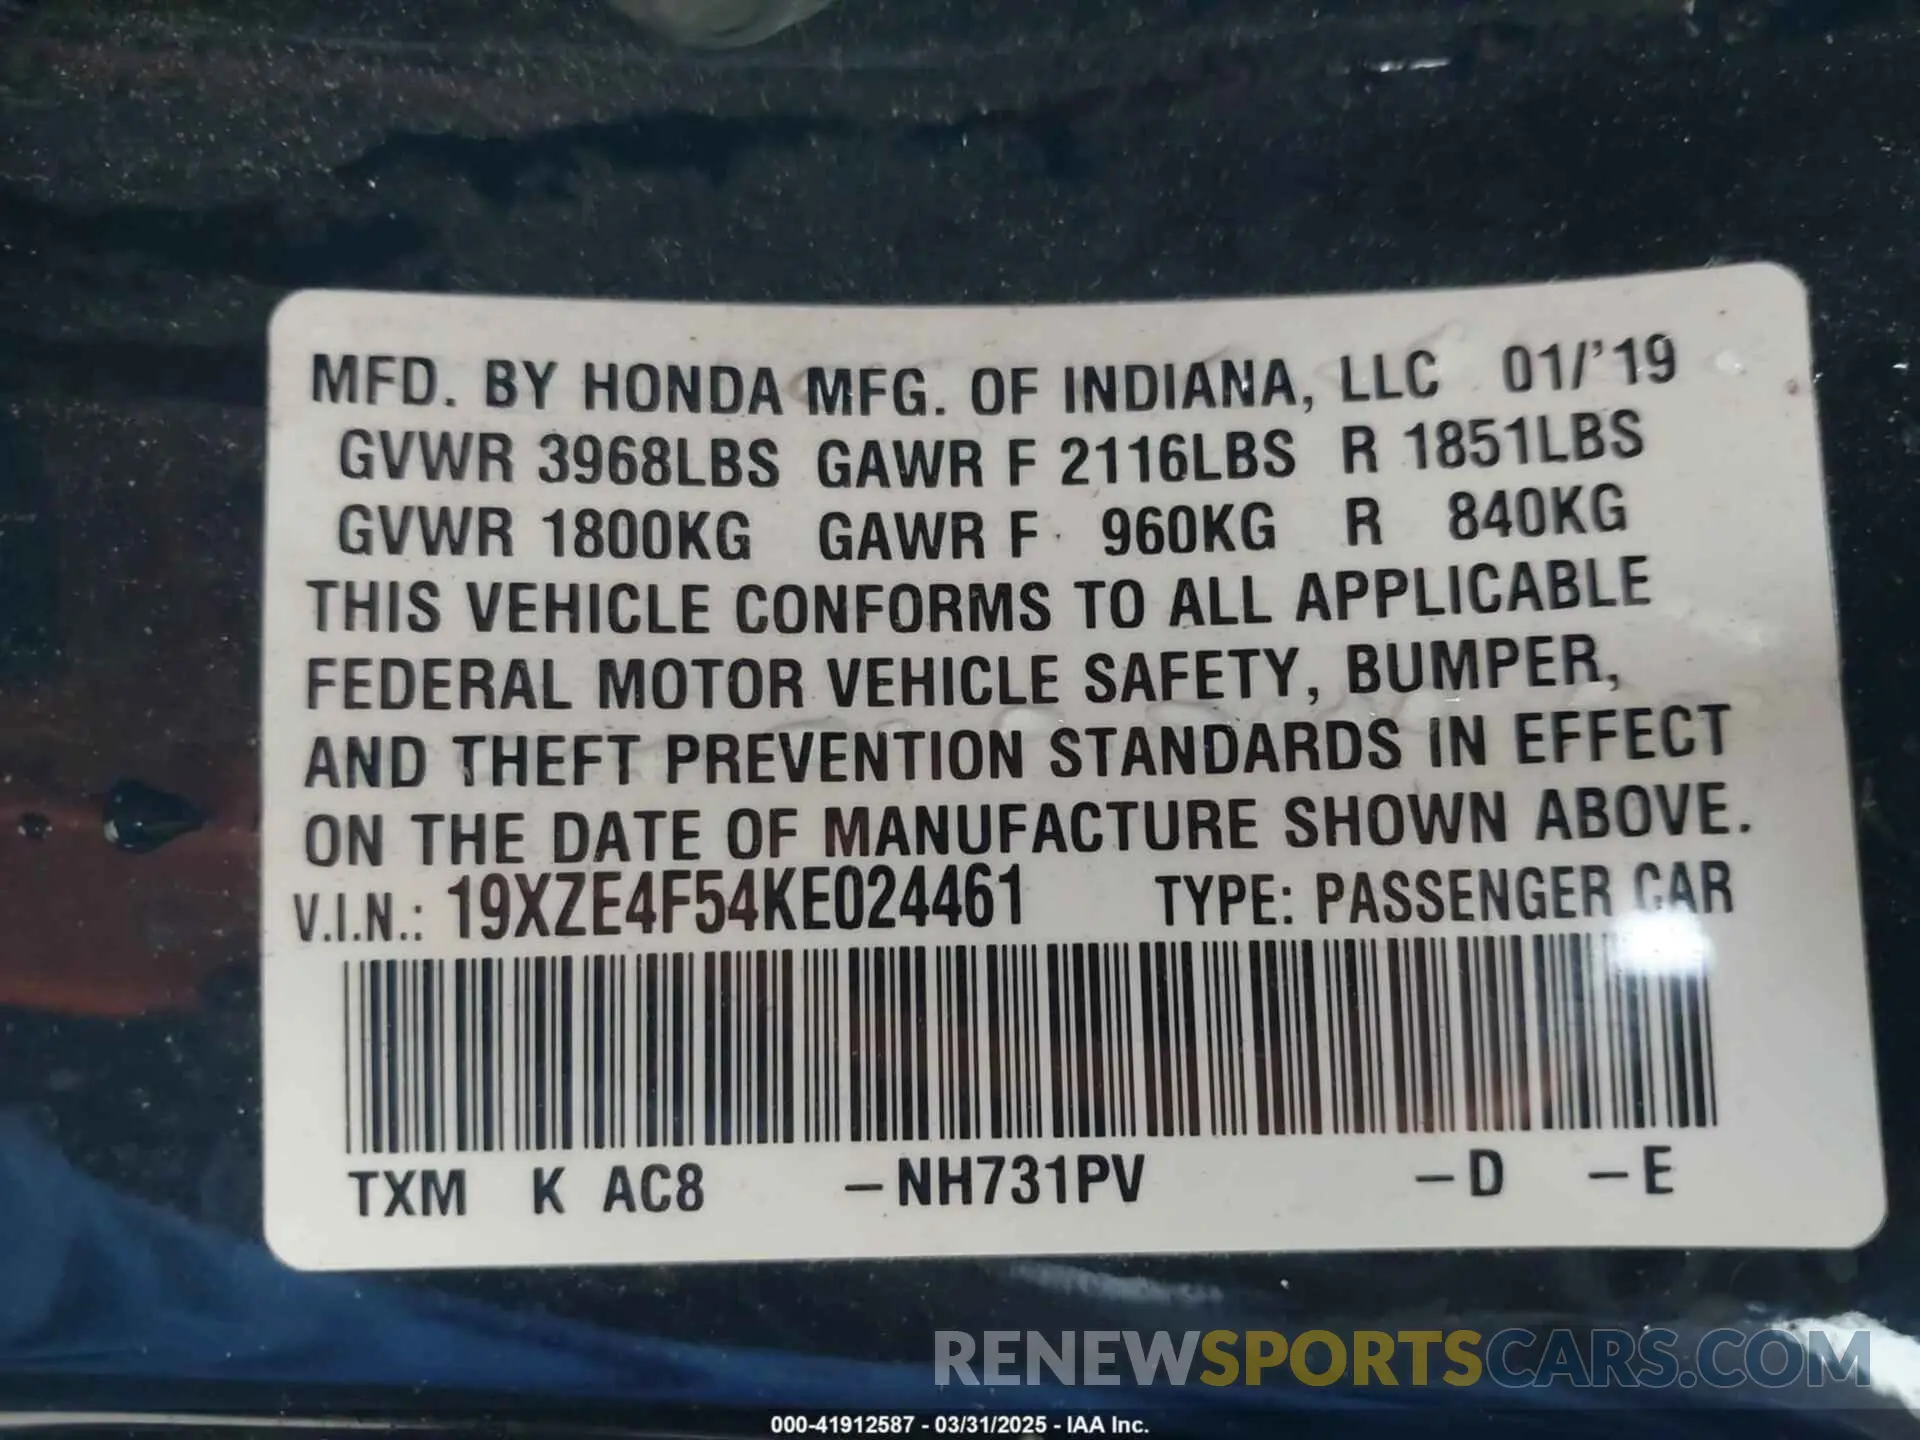 MFD. BY HONDA MFG. OF INDIANA, LLC 01/'19
GVWR 3968LBS GAWR F 2116LBS R 1851LBS
GVWR 1800KG GAWR F 960KG R 840KG
THIS VEHICLE CONFORMS TO ALL APPLICABLE
FEDERAL MOTOR VEHICLE SAFETY, BUMPER,
AND THEFT PREVENTION STANDARDS IN EFFECT
ON THE DATE OF MANUFACTURE SHOWN ABOVE.
V.I.N.: 19XZE4F54KE024461 TYPE: PASSENGER CAR
TXM K AC8 –NH731PV –D –E
RENEWSPORTSCARS.COM
000-41912587 - 03/31/2025 - IAA Inc.